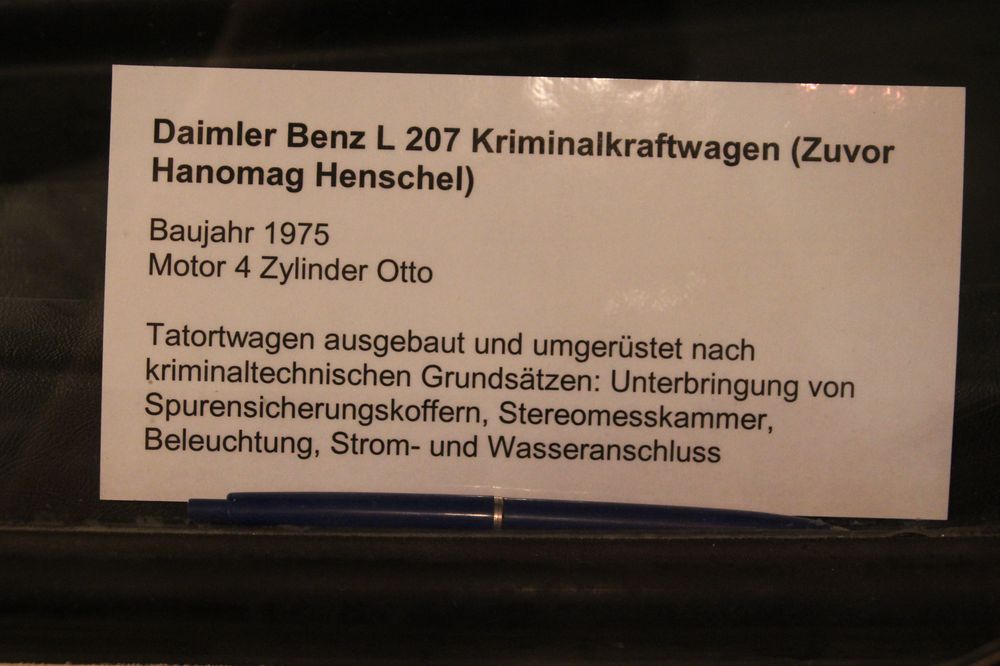 Daimler Benz L 207 Kriminalkraftwagen (Zuvor
Hanomag Henschel)
Baujahr 1975
Motor 4 Zylinder Otto
Tatortwagen ausgebaut und umgerüstet nach
kriminaltechnischen Grundsätzen: Unterbringung von
Spurensicherungskoffern, Stereomesskammer,
Beleuchtung, Strom- und Wasseranschluss